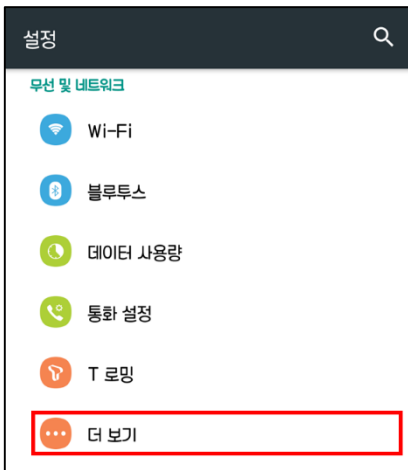 설정
무선 및 네트워크
Wi-Fi
블루투스
데이터 사용량
통화 설정
T 로밍
더 보기